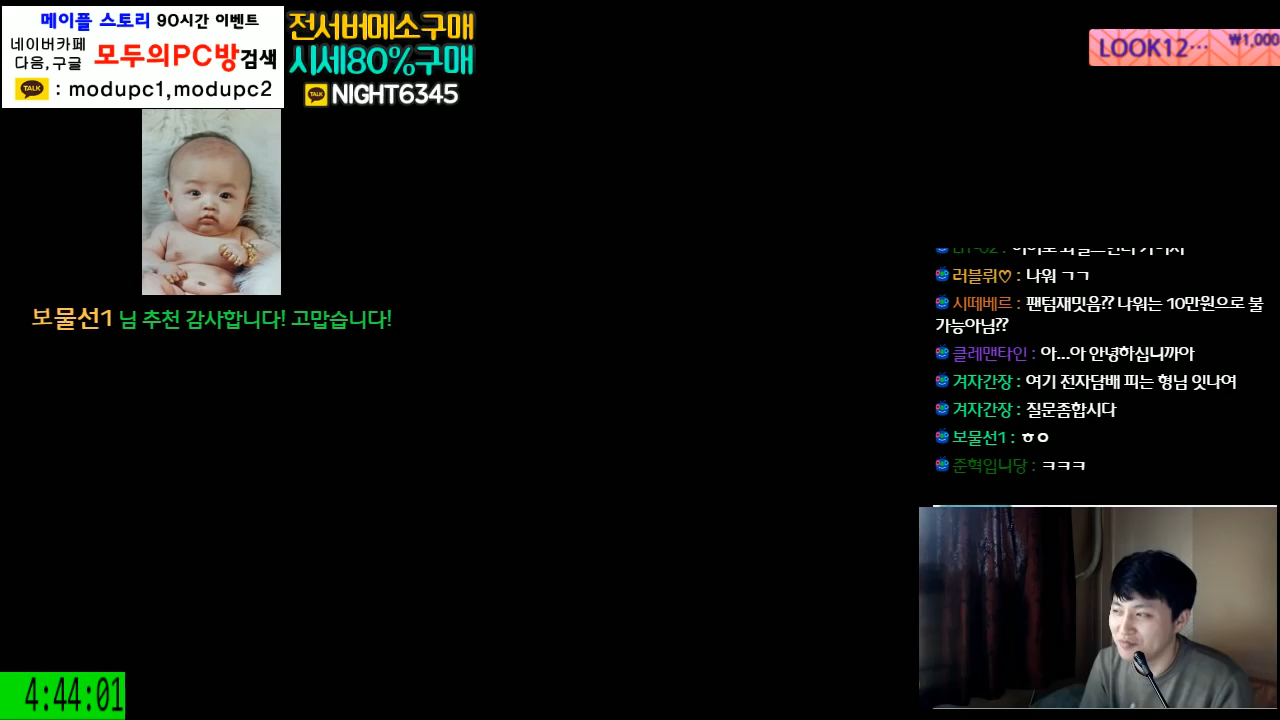 메이플 스토리 90시간 이벤트
네이버카페
다음,구글
모두의PC방검색
TALK : modupc1,modupc2
전서버메소구매
시세80%구매
TALK NIGHT6345
LOOK12… ₩1,000
보물선1 님 추천 감사합니다! 고맙습니다!
러블뤼♡ : 나워 ㄱㄱ
시떼베르 : 팬텀재밋음?? 나워는 10만원으로 불
가능아님??
클레맨타인 : 아...아 안녕하십니까아
겨자간장 : 여기 전자담배 피는 형님 잇나여
겨자간장 : 질문좀합시다
보물선1 : ㅎㅇ
준혁입니당 : ㅋㅋㅋ
4:44:01